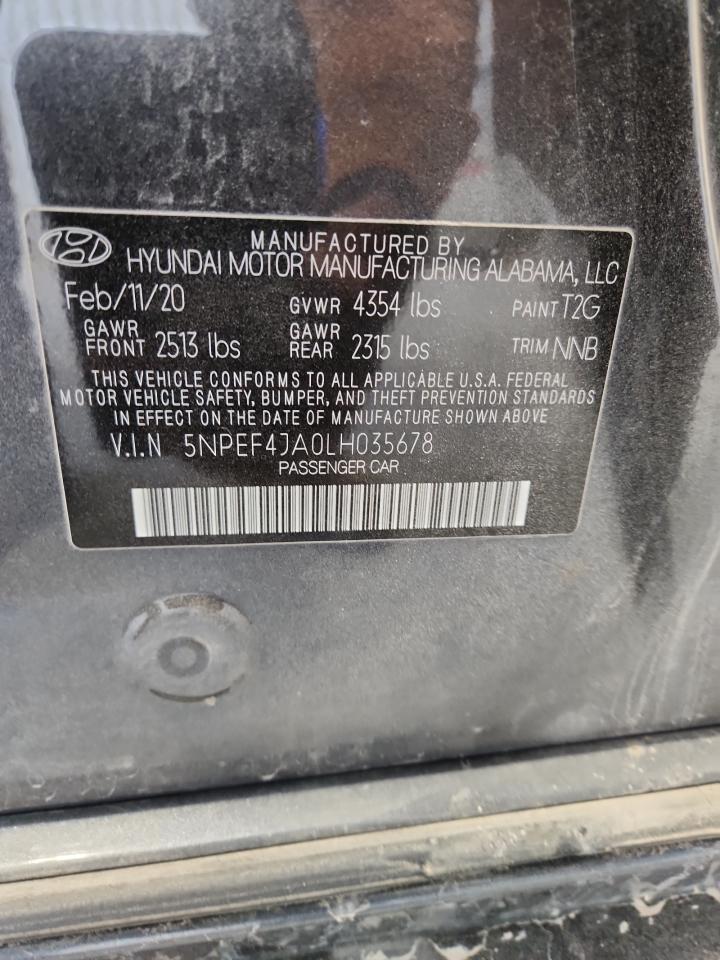 MANUFACTURED BY
HYUNDAI MOTOR MANUFACTURING ALABAMA, LLC
Feb/11/20 GVWR 4354 lbs PAINT T2G
GAWR FRONT 2513 lbs GAWR REAR 2315 lbs TRIM NNB
THIS VEHICLE CONFORMS TO ALL APPLICABLE U.S.A. FEDERAL
MOTOR VEHICLE SAFETY, BUMPER, AND THEFT PREVENTION STANDARDS
IN EFFECT ON THE DATE OF MANUFACTURE SHOWN ABOVE
V.I.N 5NPEF4JA0LH035678
PASSENGER CAR